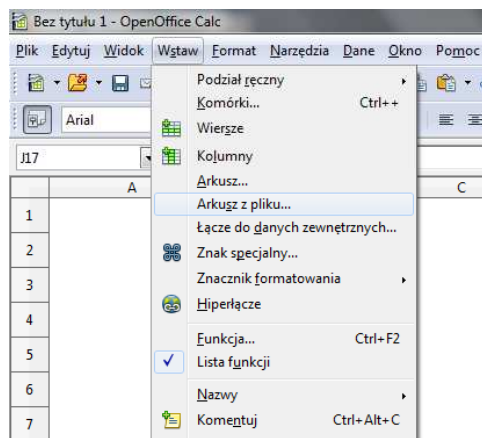 Bez tytułu 1 - OpenOffice Calc
Plik Edytuj Widok Wstaw Format Narzędzia Dane Okno Pomoc
Arial
J17
A C
1
2
3
4
5
6
7
Podział ręczny
Komórki... Ctrl++
Wiersze
Kolumny
Arkusz...
Arkusz z pliku...
Łącze do danych zewnętrznych...
Znak specjalny...
Znacznik formatowania
Hiperłącze
Funkcja... Ctrl+F2
Lista funkcji
Nazwy
Komentuj Ctrl+Alt+C